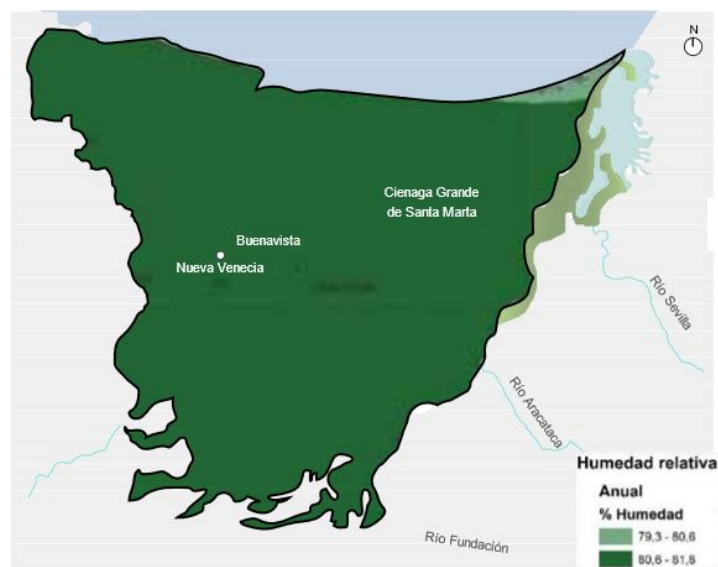 N
Cienaga Grande
de Santa Marta
Buenavista
Nueva Venecia
Río Sevilla
Río Aracataca
Río Fundación
Humedad relativa
Anual
% Humedad
79,3 - 80,6
80,6 - 81,8